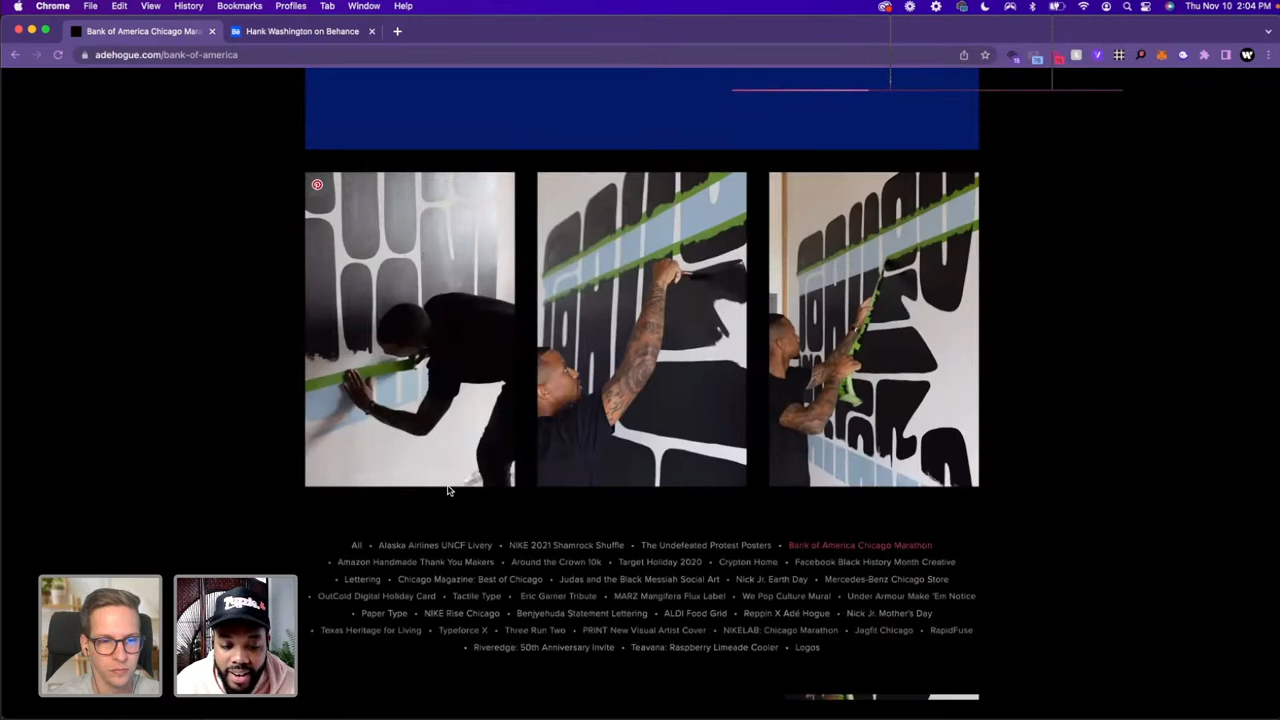 Chrome File Edit View History Bookmarks Profiles Tab Window Help Thu Nov 10 2:04 PM
Bank of America Chicago Mar Hank Washington on Behance
adehogue.com/bank-of-america
All • Alaska Airlines UNCF Livery • NIKE 2021 Shamrock Shuffle • The Undefeated Protest Posters • Bank of America Chicago Marathon
• Amazon Handmade Thank You Makers • Around the Crown 10k • Target Holiday 2020 • Crypton Home • Facebook Black History Month Creative
Lettering • Chicago Magazine: Best of Chicago • Judas and the Black Messiah Social Art • Nick Jr. Earth Day • Mercedes-Benz Chicago Store
• OutCold Digital Holiday Card • Tactile Type • Eric Garner Tribute • MARZ Mangifera Flux Label • We Pop Culture Mural • Under Armour Make 'Em Notice
• Paper Type • NIKE Rise Chicago • Benjyehuda Statement Lettering • ALDI Food Grid • Reppin X Adé Hogue • Nick Jr. Mother's Day
• Texas Heritage for Living • Typeforce X • Three Run Two • PRINT New Visual Artist Cover • NIKELAB: Chicago Marathon • Jagfit Chicago • RapidFuse
• Riveredge: 50th Anniversary Invite • Teavana: Raspberry Limeade Cooler • Logos